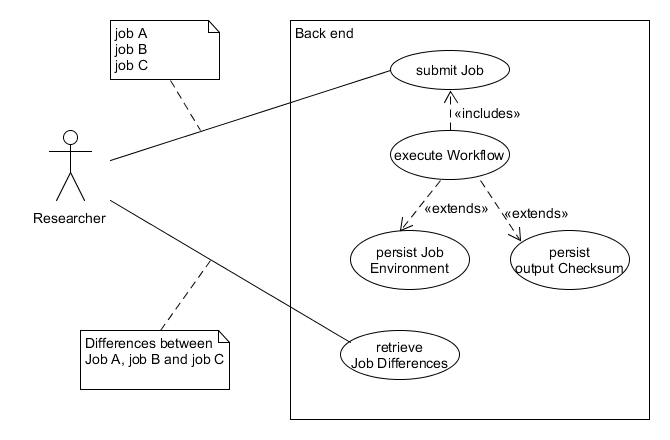 job A
job B
job C
Back end
submit Job
«includes»
execute Workflow
Researcher
«extends»
«extends»
persist Job
Environment
persist
output Checksum
Differences between
Job A, job B and job C
retrieve
Job Differences